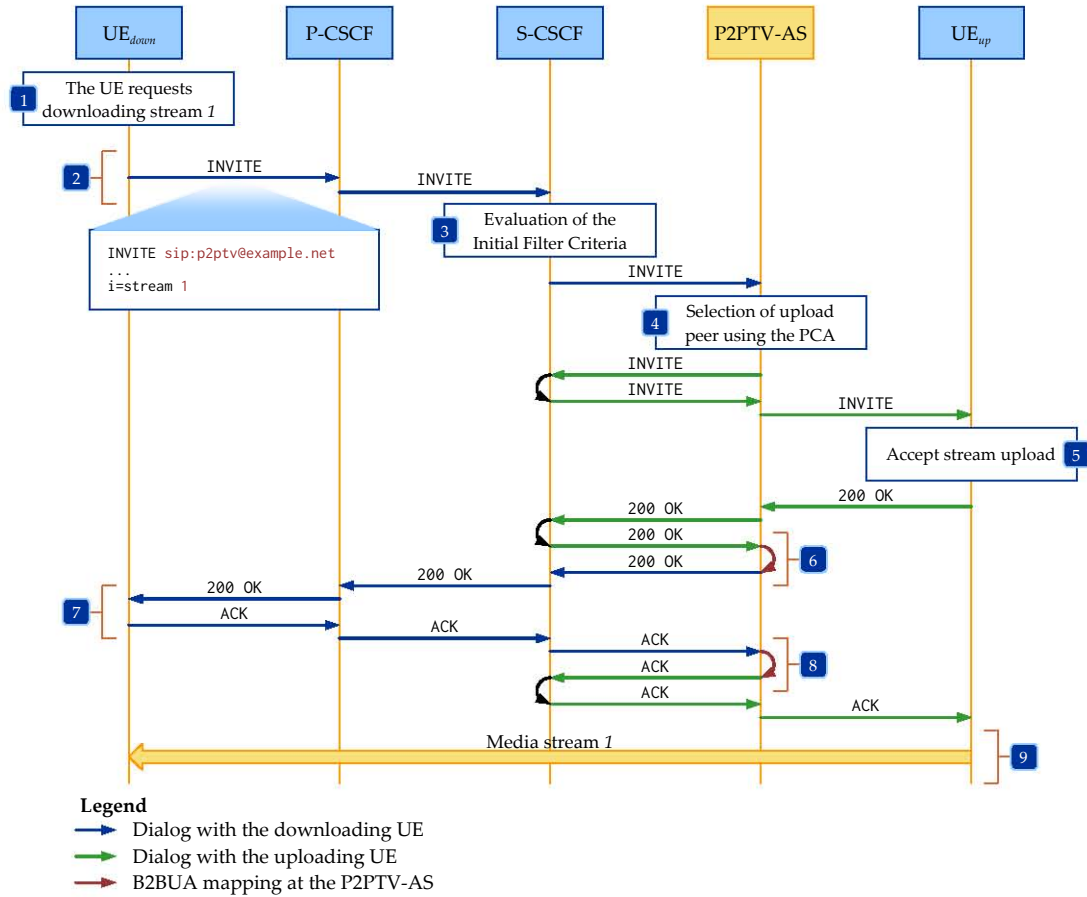 UEdown
P-CSCF
S-CSCF
P2PTV-AS
UEup
1
The UE requests
downloading stream 1
2
INVITE
INVITE
3
Evaluation of the
Initial Filter Criteria
INVITE sip:p2ptv@example.net
...
i=stream 1
INVITE
4
Selection of upload
peer using the PCA
INVITE
INVITE
INVITE
Accept stream upload
5
200 OK
200 OK
200 OK
6
200 OK
200 OK
200 OK
7
ACK
ACK
ACK
8
ACK
ACK
ACK
Media stream 1
9
Legend
Dialog with the downloading UE
Dialog with the uploading UE
B2BUA mapping at the P2PTV-AS